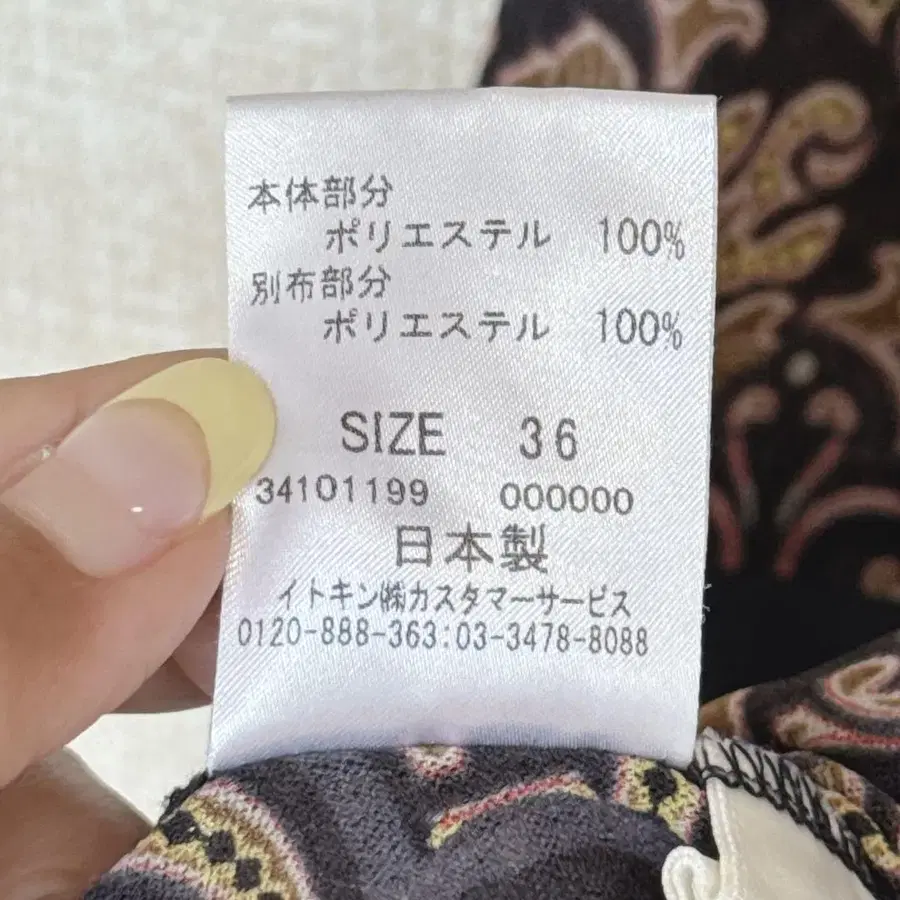 本体部分
ポリエステル 100%
別布部分
ポリエステル 100%
SIZE 36
34101199 000000
日本製
イトキン㈱カスタマーサービス
0120-888-363:03-3478-8088